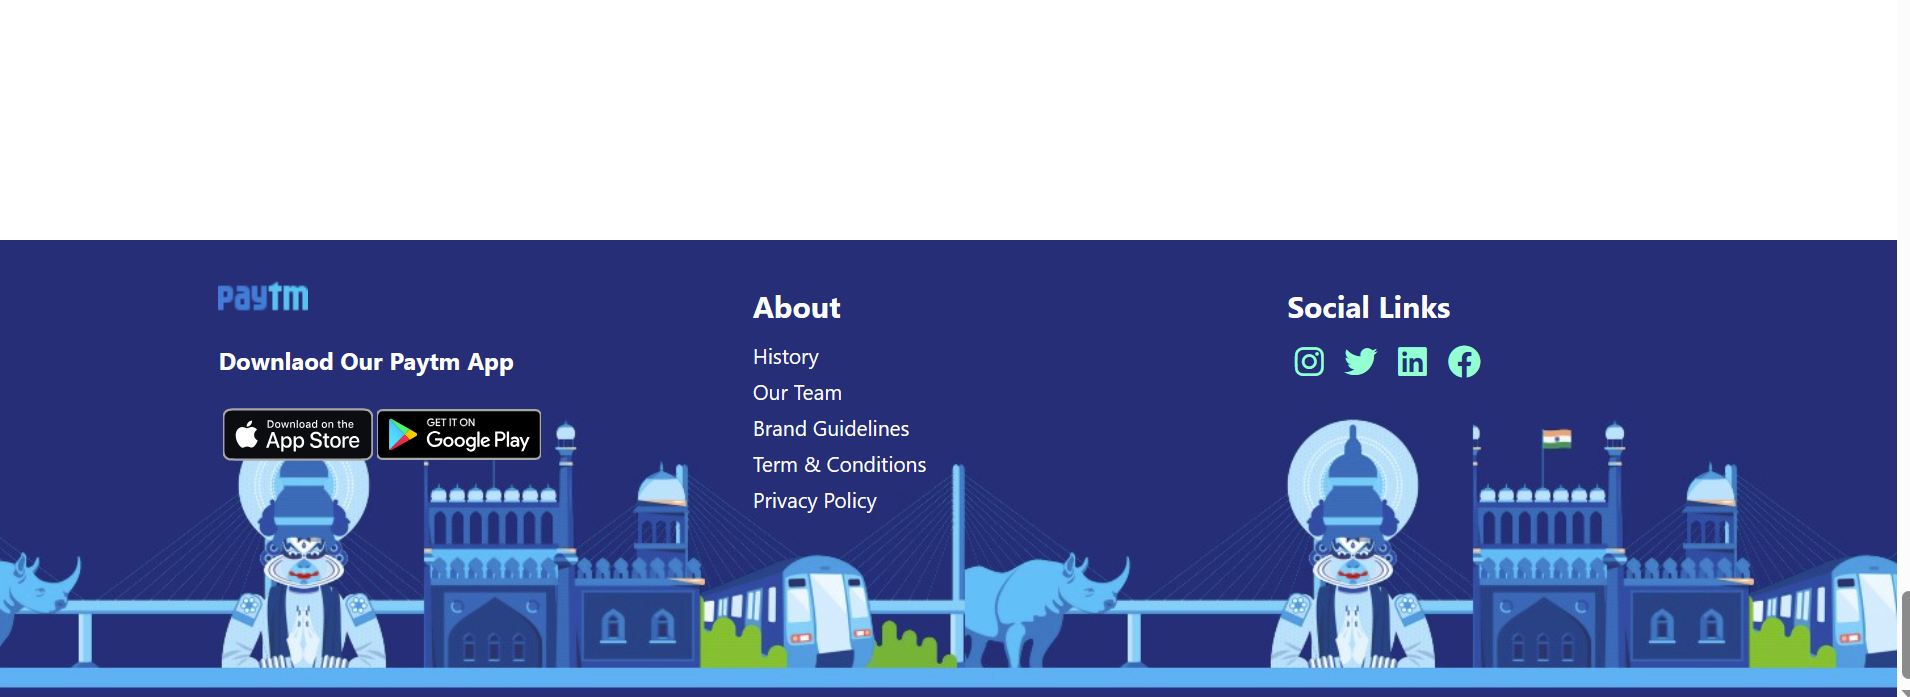 paytm
Downlaod Our Paytm App
Download on the
App Store
GET IT ON
Google Play
About
History
Our Team
Brand Guidelines
Term & Conditions
Privacy Policy
Social Links
in